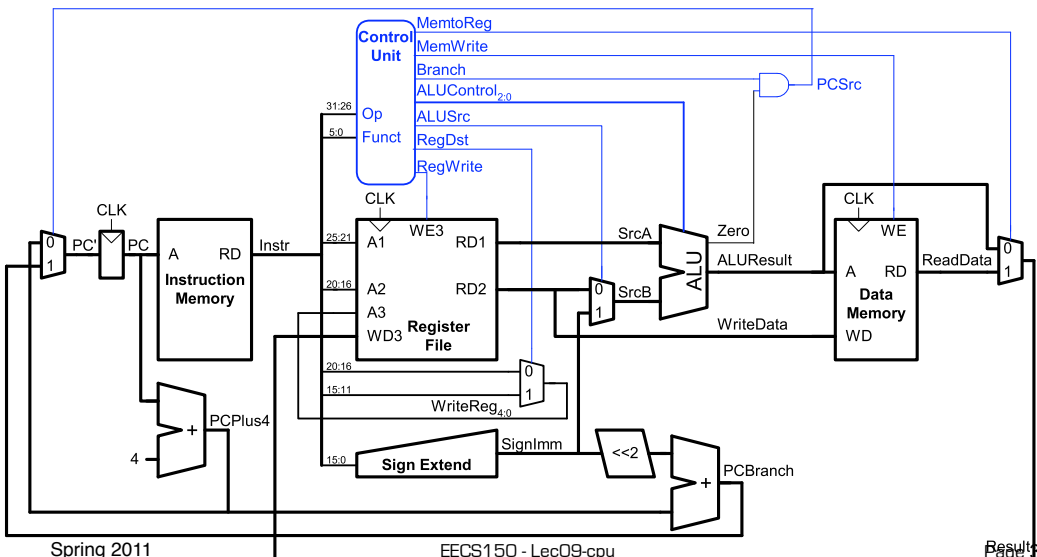 MemtoReg
Control Unit
MemWrite
Branch
PCSrc
ALUControl2:0
31:26
Op
ALUSrc
5:0
Funct
RegDst
RegWrite
CLK
CLK
CLK
0
1
PC'
PC
A
RD
Instruction Memory
Instr
25:21
A1
WE3
RD1
SrcA
Zero
ALU
ALUResult
WE
A
RD
ReadData
0
1
20:16
A2
RD2
0
1
SrcB
A3
Data Memory
WD3
Register File
WriteData
WD
20:16
0
15:11
1
WriteReg4:0
PCPlus4
+
4
SignImm
15:0
Sign Extend
<<2
+
PCBranch
Result
Spring 2011
EECS150 - Lec09-cpu
Page